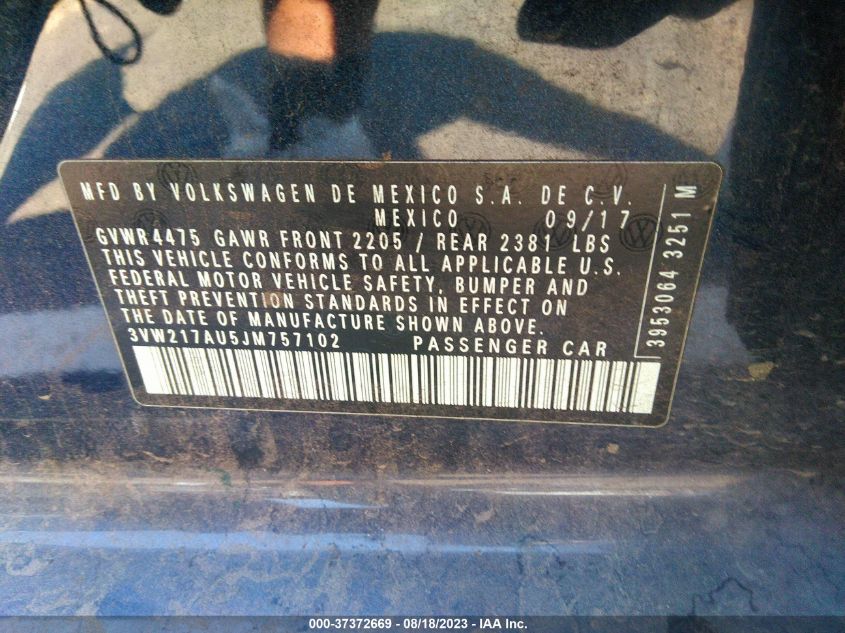 MFD BY VOLKSWAGEN DE MEXICO S.A. DE C.V.
MEXICO 09/17
GVWR4475 GAWR FRONT 2205 / REAR 2381 LBS
THIS VEHICLE CONFORMS TO ALL APPLICABLE U.S.
FEDERAL MOTOR VEHICLE SAFETY, BUMPER AND
THEFT PREVENTION STANDARDS IN EFFECT ON
THE DATE OF MANUFACTURE SHOWN ABOVE.
3VW217AU5JM757102 PASSENGER CAR
3953064 3251 M
000-37372669 - 08/18/2023 - IAA Inc.